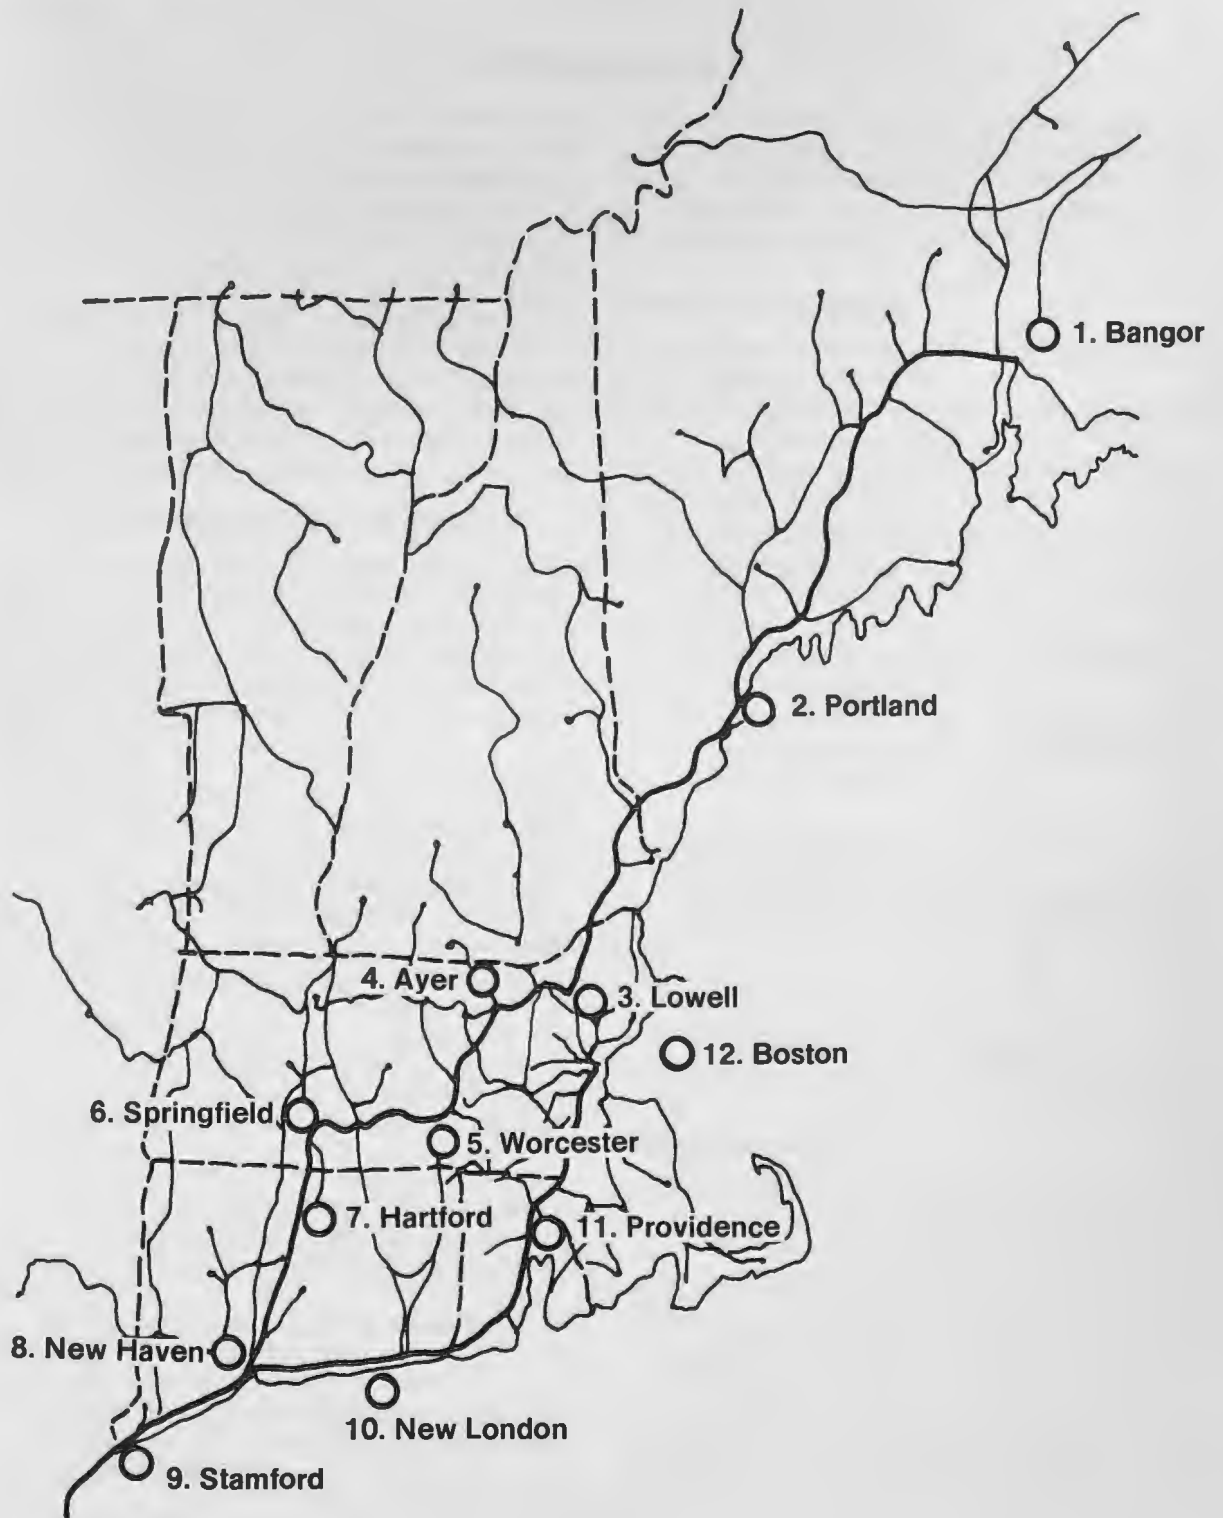 1. Bangor
2. Portland
4. Ayer
3. Lowell
12. Boston
6. Springfield
5. Worcester
7. Hartford
11. Providence
8. New Haven
10. New London
9. Stamford